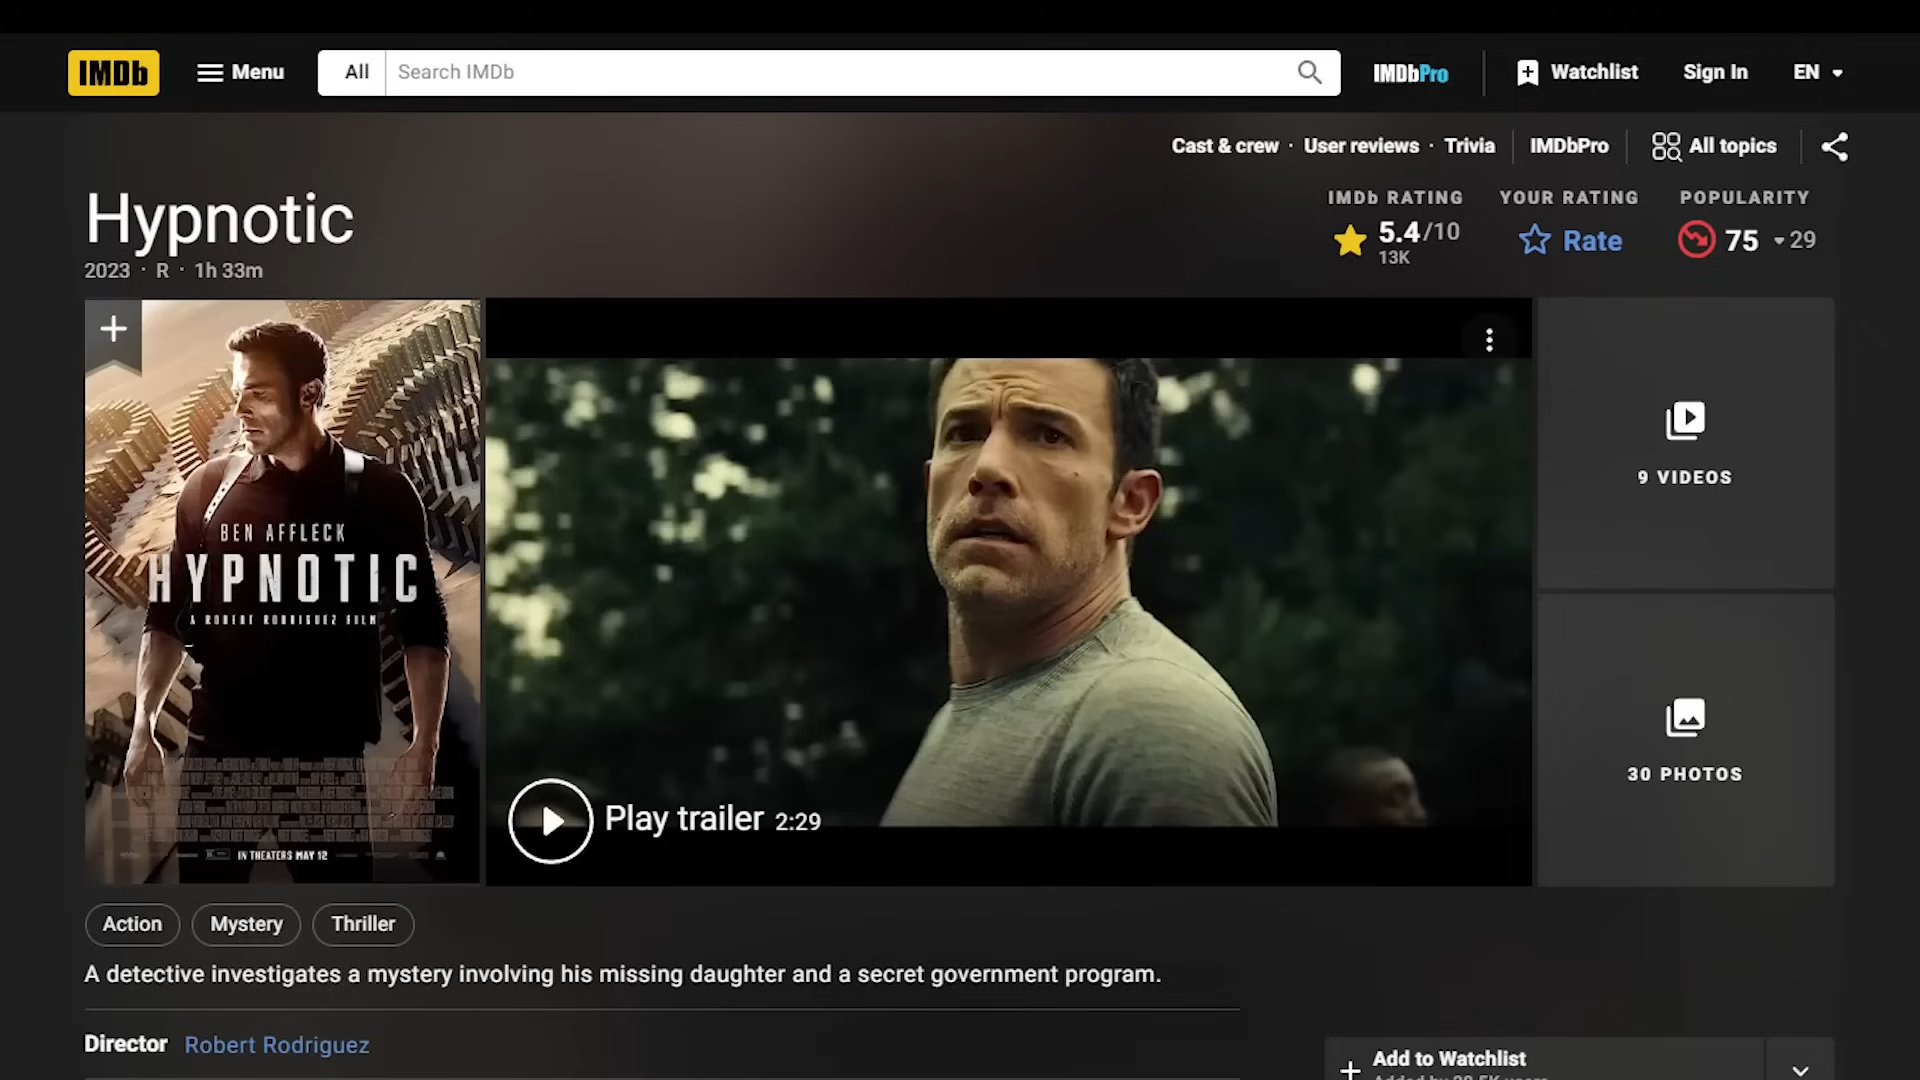 IMDb
Menu
All
Search IMDb
IMDbPro
Watchlist
Sign In
EN
Cast & crew · User reviews · Trivia
IMDbPro
All topics
Hypnotic
2023 · R · 1h 33m
IMDb RATING
5.4/10
13K
YOUR RATING
Rate
POPULARITY
75
29
BEN AFFLECK
HYPNOTIC
A ROBERT RODRIGUEZ FILM
IN THEATERS MAY 12
Play trailer 2:29
9 VIDEOS
30 PHOTOS
Action
Mystery
Thriller
A detective investigates a mystery involving his missing daughter and a secret government program.
Director Robert Rodriguez
Add to Watchlist